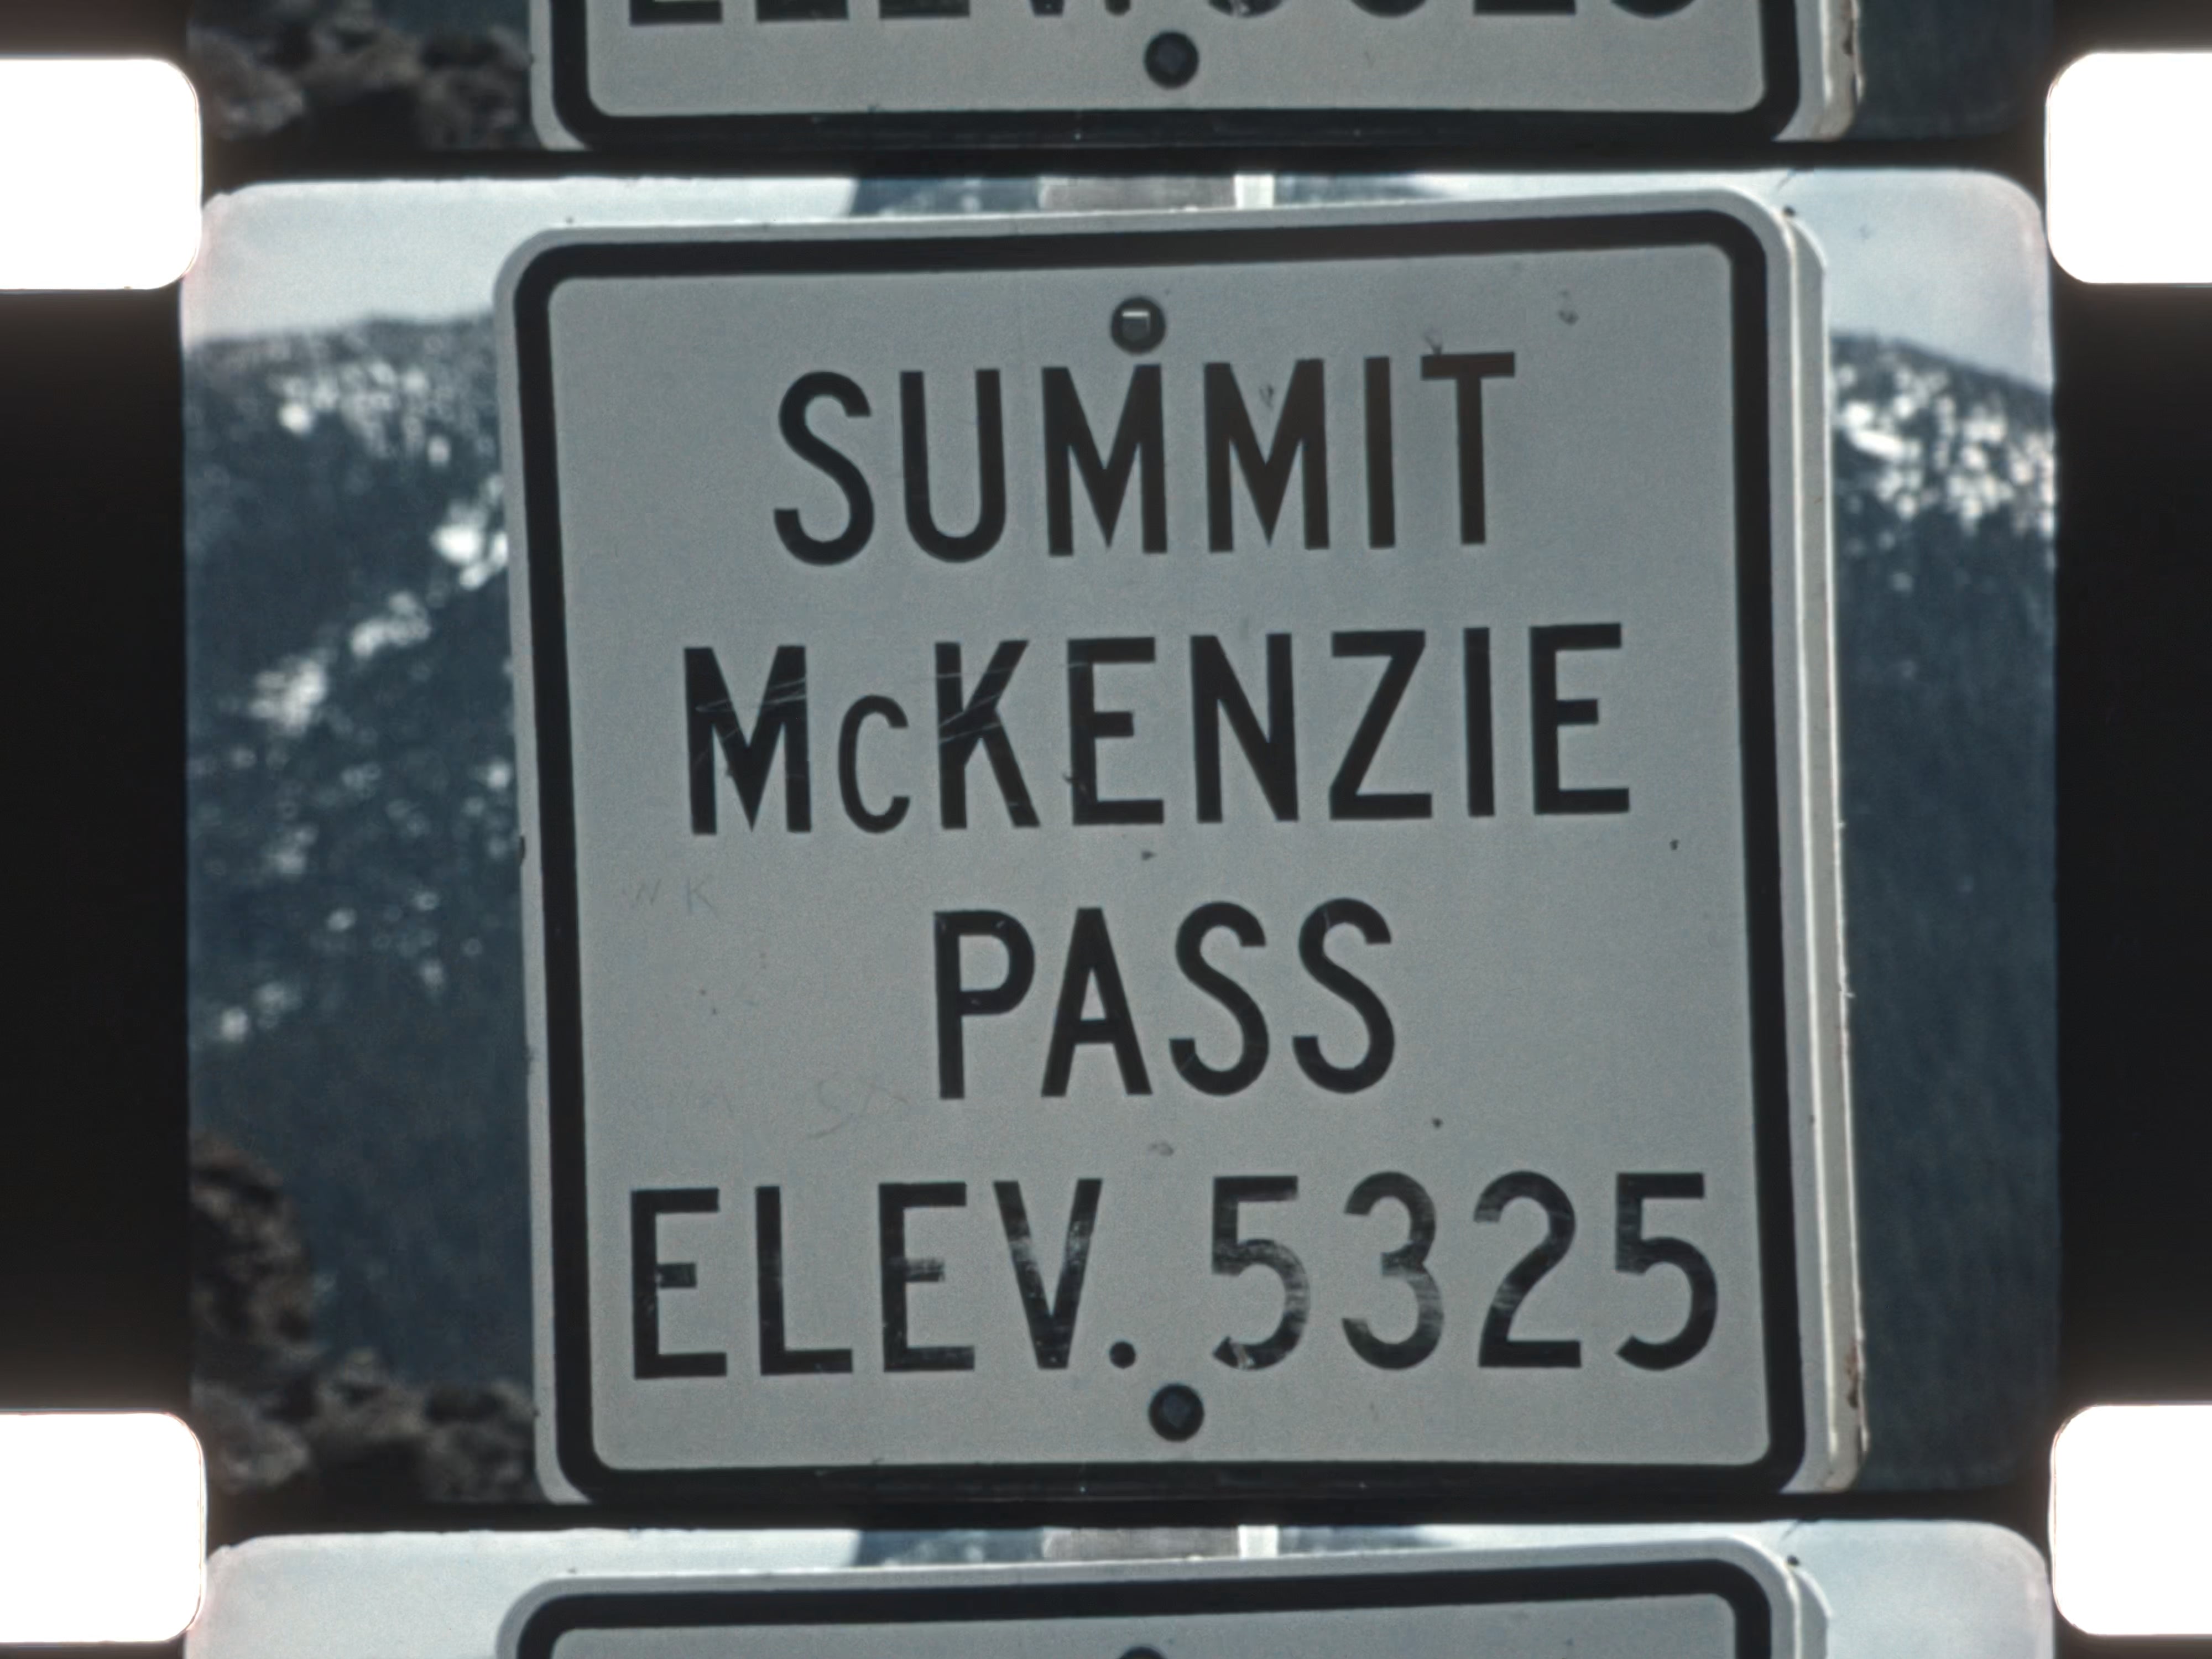 SUMMIT
McKENZIE
PASS
ELEV. 5325